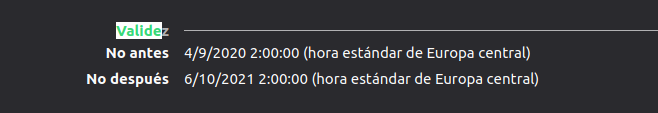 Validez
No antes 4/9/2020 2:00:00 (hora estándar de Europa central)
No después 6/10/2021 2:00:00 (hora estándar de Europa central)